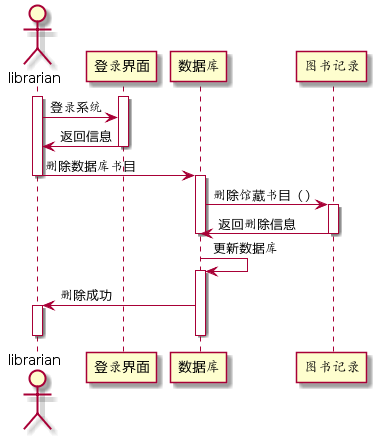 librarian
登录界面
数据库
图书记录
登录系统
返回信息
删除数据库书目
删除馆藏书目（）
返回删除信息
更新数据库
删除成功
librarian
登录界面
数据库
图书记录